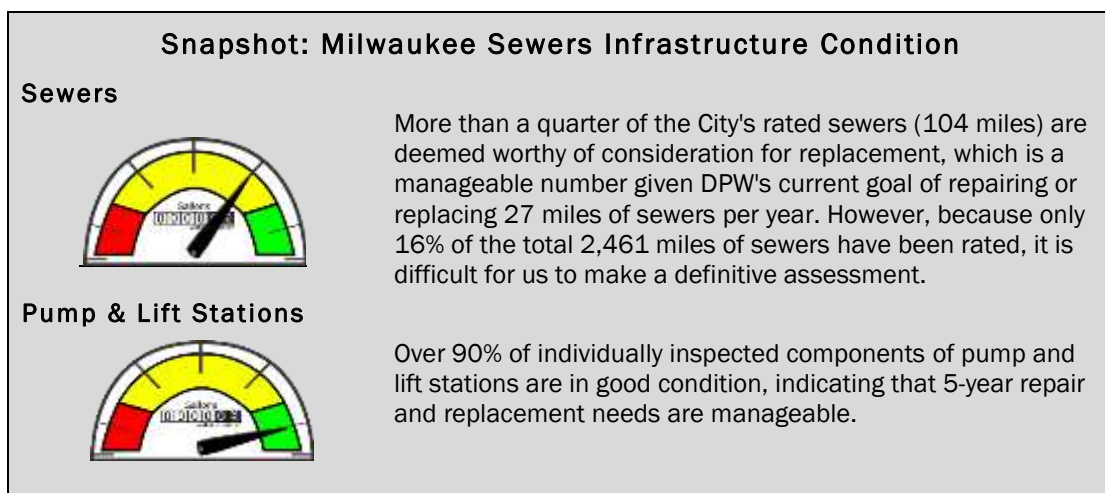 Snapshot: Milwaukee Sewers Infrastructure Condition
Sewers
More than a quarter of the City's rated sewers (104 miles) are
deemed worthy of consideration for replacement, which is a
manageable number given DPW's current goal of repairing or
replacing 27 miles of sewers per year. However, because only
16% of the total 2,461 miles of sewers have been rated, it is
difficult for us to make a definitive assessment.
Gallons
Pump & Lift Stations
Over 90% of individually inspected components of pump and
lift stations are in good condition, indicating that 5-year repair
and replacement needs are manageable.
Gallons